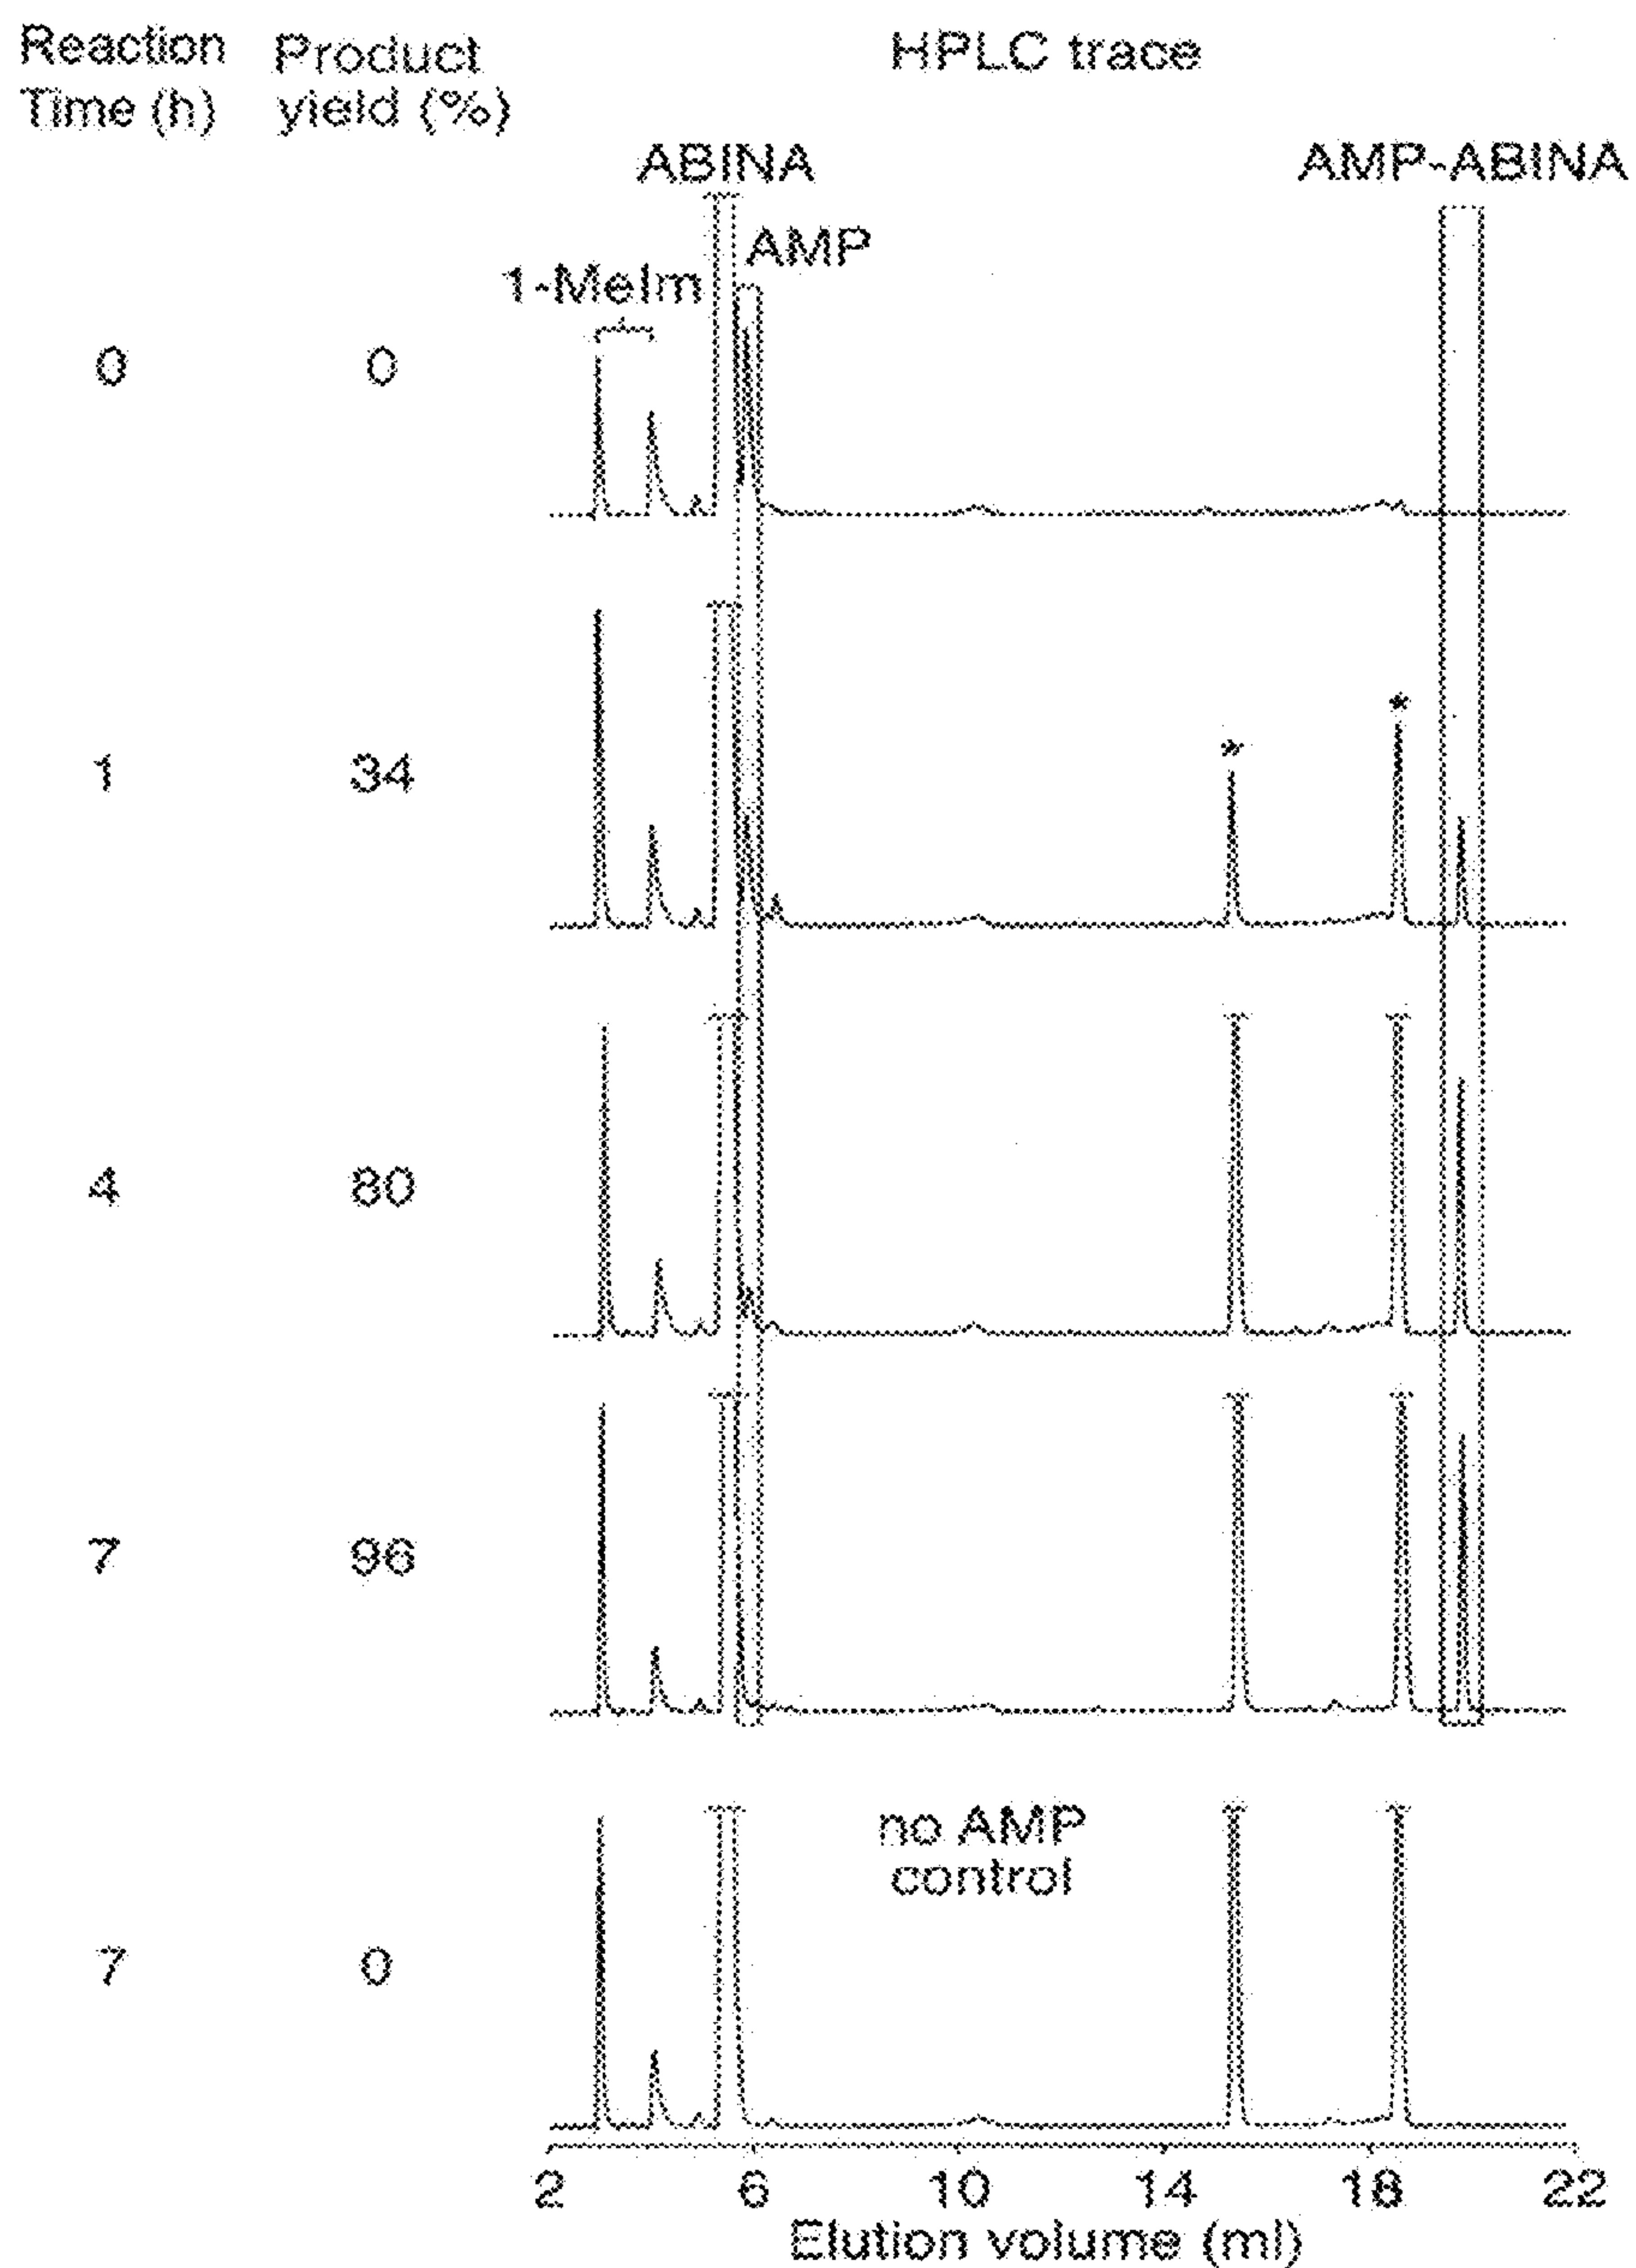 Reaction Time (h)
Product yield (%)
HPLC trace
ABINA
AMP-ABINA
AMP
1-MeIm
0 0
1 34
*
*
4 80
7 96
no AMP
control
7 0
2 6 10 14 18 22
Elution volume (ml)